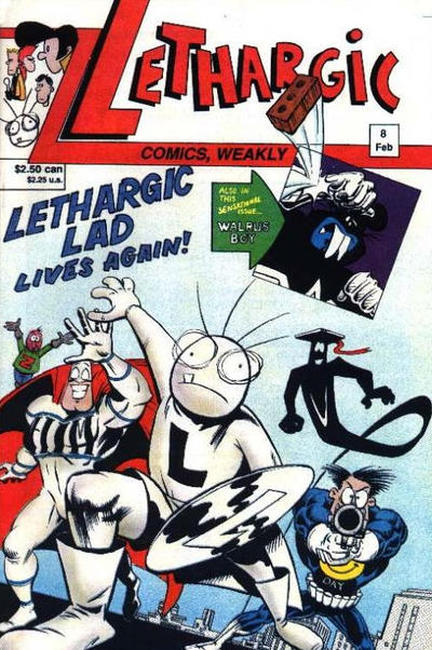 LETHARGIC
COMICS, WEAKLY
8
Feb
$2.50 can
$2.25 u.s.
LETHARGIC
LAD
LIVES AGAIN!
ALSO IN
THIS
SENSATIONAL
ISSUE...
WALRUS
BOY
Z
L
DAY